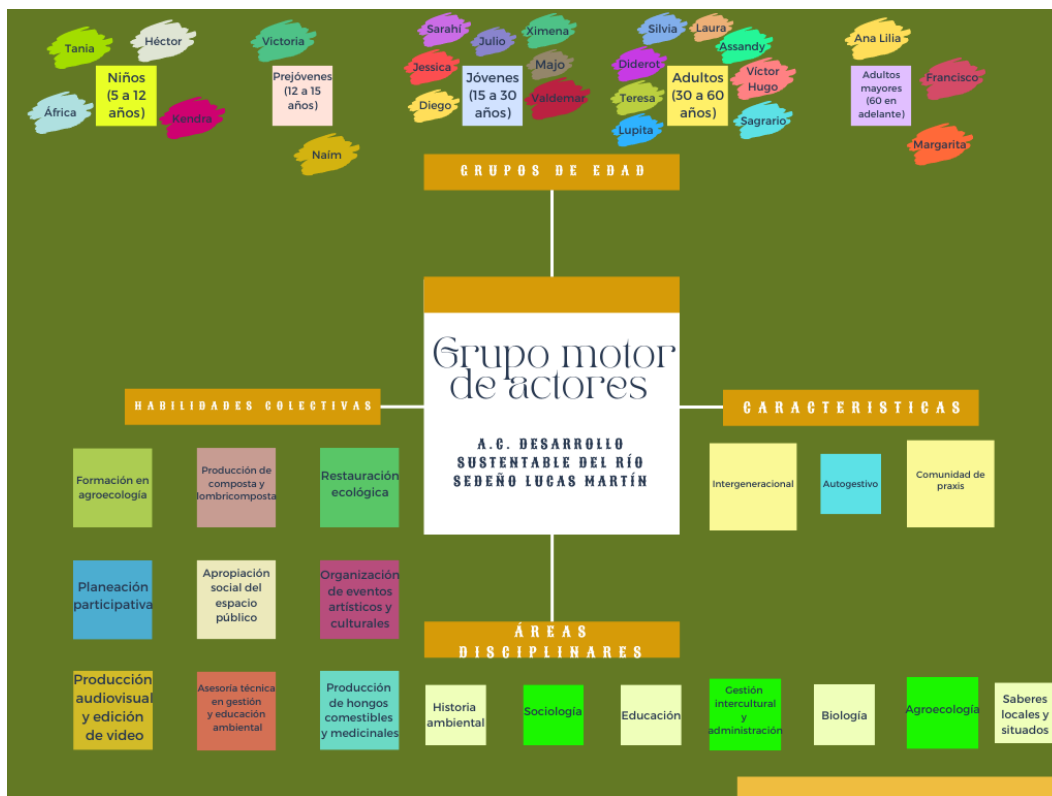 Tania
Héctor
Niños
(5 a 12
años)
África
Kendra
Victoria
Prejóvenes
(12 a 15
años)
Naím
Sarahí
Julio
Ximena
Jessica
Jóvenes
(15 a 30
años)
Majo
Diego
Valdemar
Silvia
Laura
Assandy
Diderot
Adultos
(30 a 60
años)
Víctor
Hugo
Teresa
Lupita
Sagrario
Ana Lilia
Adultos
mayores
(60 en
adelante)
Francisco
Margarita
GRUPOS DE EDAD
Grupo motor
de actores
A.C. DESARROLLO
SUSTENTABLE DEL RÍO
SEDEÑO LUCAS MARTÍN
HABILIDADES COLECTIVAS
Formación en
agroecología
Producción de
composta y
lombricomposta
Restauración
ecológica
Planeación
participativa
Apropiación
social del
espacio
público
Organización
de eventos
artísticos y
culturales
Producción
audiovisual
y edición
de video
Asesoría técnica
en gestión
y educación
ambiental
Producción
de hongos
comestibles
y medicinales
CARACTERISTICAS
Intergeneracional
Autogestivo
Comunidad de
praxis
ÁREAS
DISCIPLINARES
Historia
ambiental
Sociología
Educación
Gestión
intercultural
y
administración
Biología
Agroecología
Saberes
locales y
situados